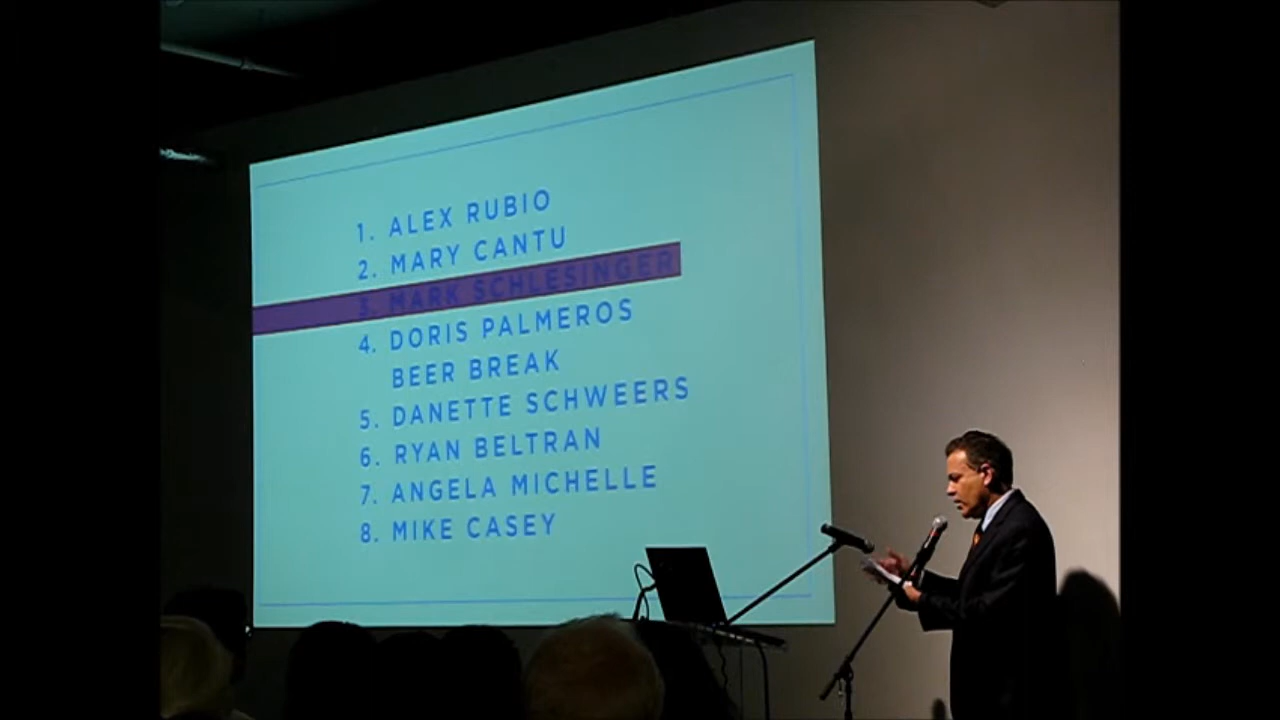 1. ALEX RUBIO
2. MARY CANTU
3. MARK SCHLESINGER
4. DORIS PALMEROS
BEER BREAK
5. DANETTE SCHWEERS
6. RYAN BELTRAN
7. ANGELA MICHELLE
8. MIKE CASEY